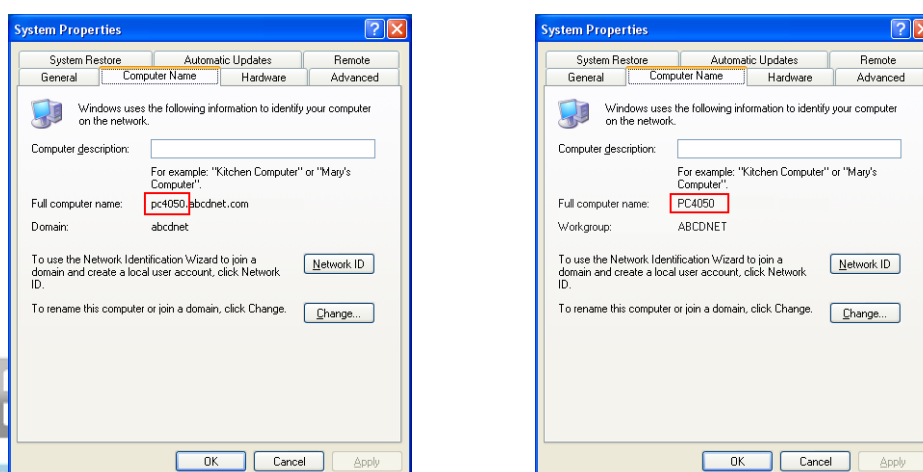 System Properties
System Restore Automatic Updates Remote
General Computer Name Hardware Advanced
Windows uses the following information to identify your computer
on the network.
Computer description:
For example: "Kitchen Computer" or "Mary's
Computer".
Full computer name: pc4050.abcdnet.com
Domain: abcdnet
To use the Network Identification Wizard to join a
domain and create a local user account, click Network
ID.
Network ID
To rename this computer or join a domain, click Change.
Change...
OK Cancel Apply
System Properties
System Restore Automatic Updates Remote
General Computer Name Hardware Advanced
Windows uses the following information to identify your computer
on the network.
Computer description:
For example: "Kitchen Computer" or "Mary's
Computer".
Full computer name: PC4050
Workgroup: ABCDNET
To use the Network Identification Wizard to join a
domain and create a local user account, click Network
ID.
Network ID
To rename this computer or join a domain, click Change.
Change...
OK Cancel Apply